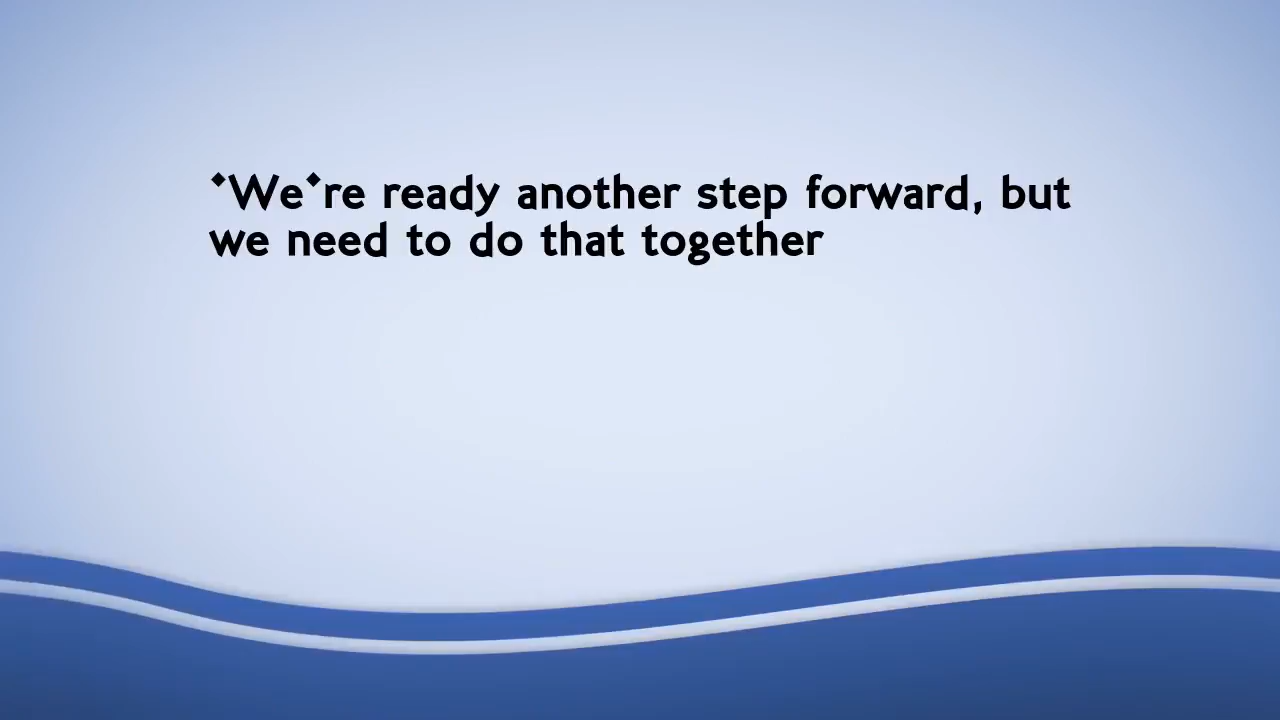 ◆We◆re ready another step forward, but
we need to do that together